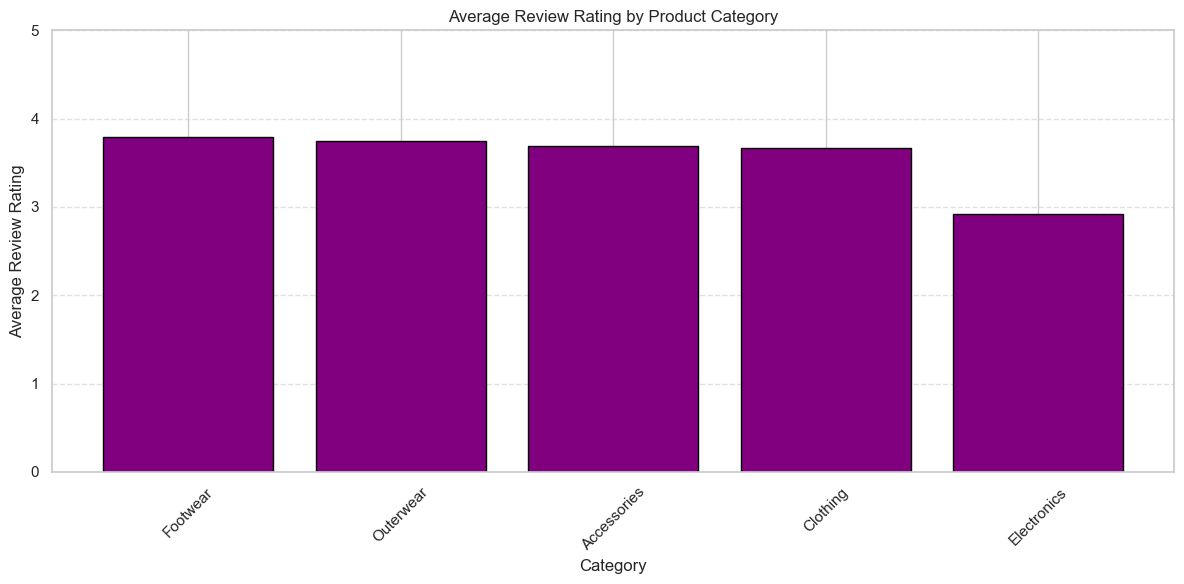 Average Review Rating by Product Category
5
4
3
2
1
0
Average Review Rating
Footwear
Outerwear
Accessories
Clothing
Electronics
Category